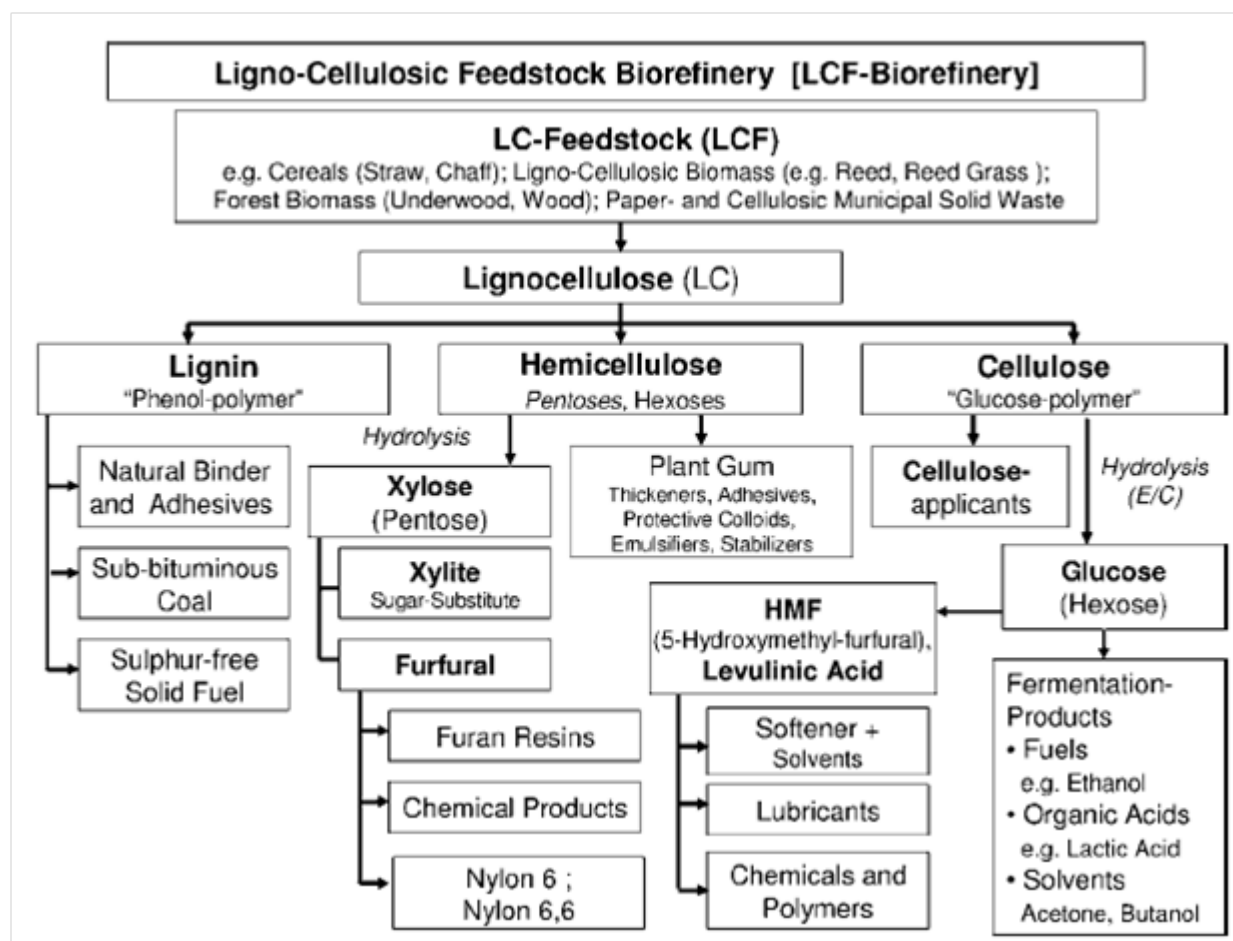 Ligno-Cellulosic Feedstock Biorefinery [LCF-Biorefinery]
LC-Feedstock (LCF)
e.g. Cereals (Straw, Chaff); Ligno-Cellulosic Biomass (e.g. Reed, Reed Grass );
Forest Biomass (Underwood, Wood); Paper- and Cellulosic Municipal Solid Waste
Lignocellulose (LC)
Lignin
"Phenol-polymer"
Hemicellulose
Pentoses, Hexoses
Cellulose
"Glucose-polymer"
Natural Binder
and Adhesives
Sub-bituminous
Coal
Sulphur-free
Solid Fuel
Hydrolysis
Xylose
(Pentose)
Xylite
Sugar-Substitute
Furfural
Furan Resins
Chemical Products
Nylon 6 ;
Nylon 6,6
Plant Gum
Thickeners, Adhesives,
Protective Colloids,
Emulsifiers, Stabilizers
Cellulose-
applicants
Hydrolysis
(E/C)
Glucose
(Hexose)
HMF
(5-Hydroxymethyl-furfural),
Levulinic Acid
Softener +
Solvents
Lubricants
Chemicals and
Polymers
Fermentation-
Products
• Fuels
e.g. Ethanol
• Organic Acids
e.g. Lactic Acid
• Solvents
Acetone, Butanol